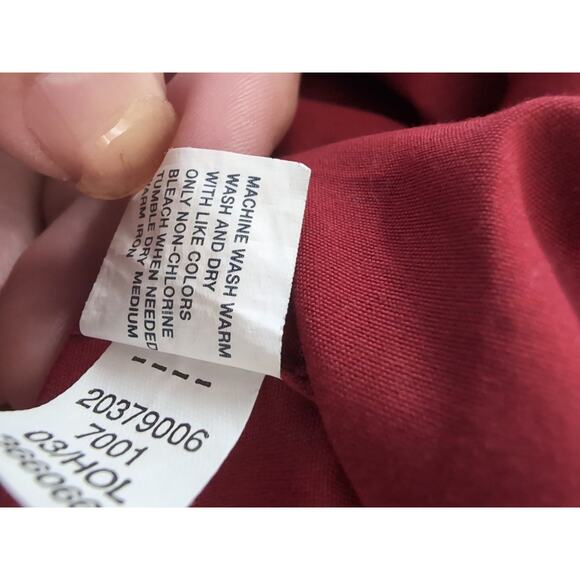 MACHINE WASH WARM
WASH AND DRY
WITH LIKE COLORS
ONLY NON-CHLORINE
BLEACH WHEN NEEDED
TUMBLE DRY MEDIUM
WARM IRON
----
20379006
7001
03/HOL